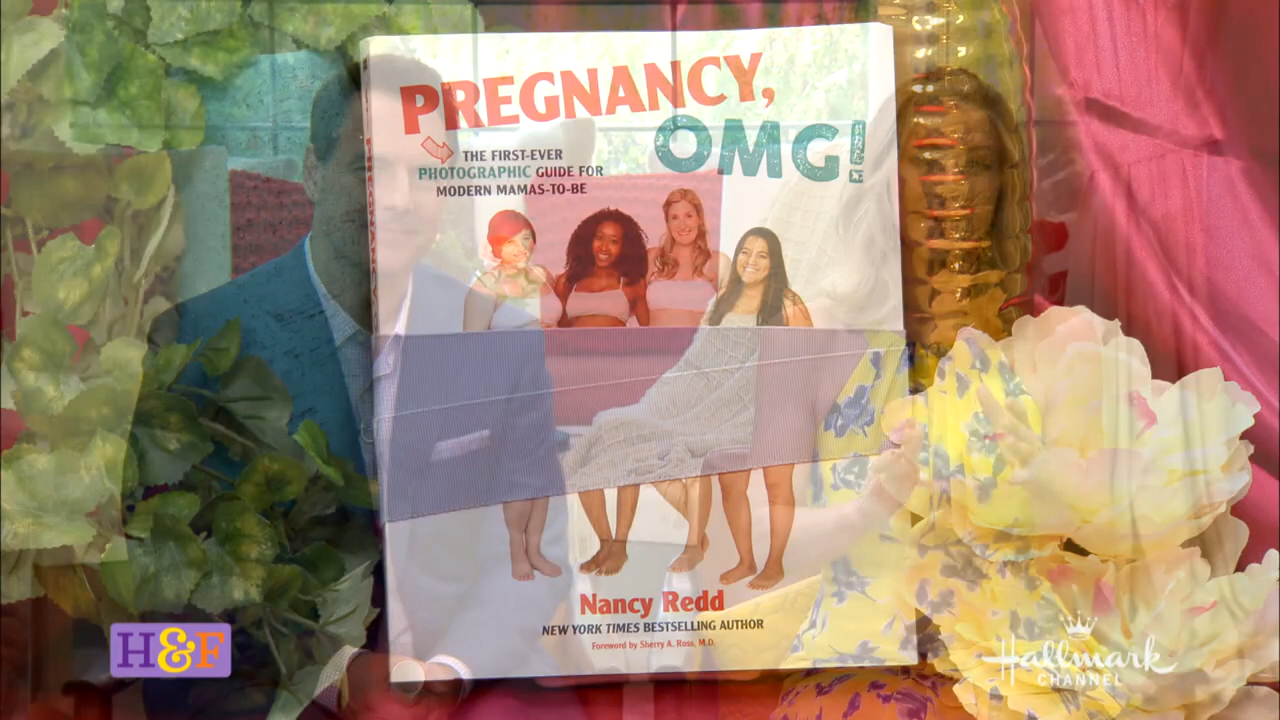 PREGNANCY,
OMG!
THE FIRST-EVER
PHOTOGRAPHIC GUIDE FOR
MODERN MAMAS-TO-BE
Nancy Redd
NEW YORK TIMES BESTSELLING AUTHOR
Foreword by Sherry A. Ross, M.D.
H&F
Hallmark
CHANNEL